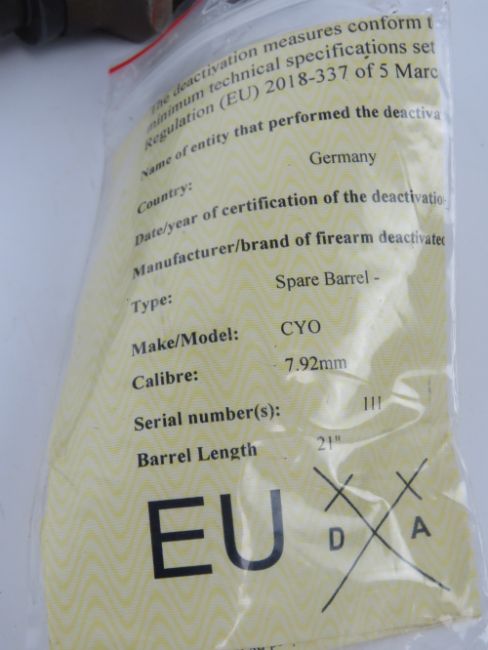 The deactivation measures conform t
minimum technical specifications set
Regulation (EU) 2018-337 of 5 Marc
Name of entity that performed the deactiva
Germany
Country:
Date/year of certification of the deactivatio
Manufacturer/brand of firearm deactivated
Type: Spare Barrel -
Make/Model: CYO
Calibre: 7.92mm
Serial number(s): 111
Barrel Length 21"
EU D A